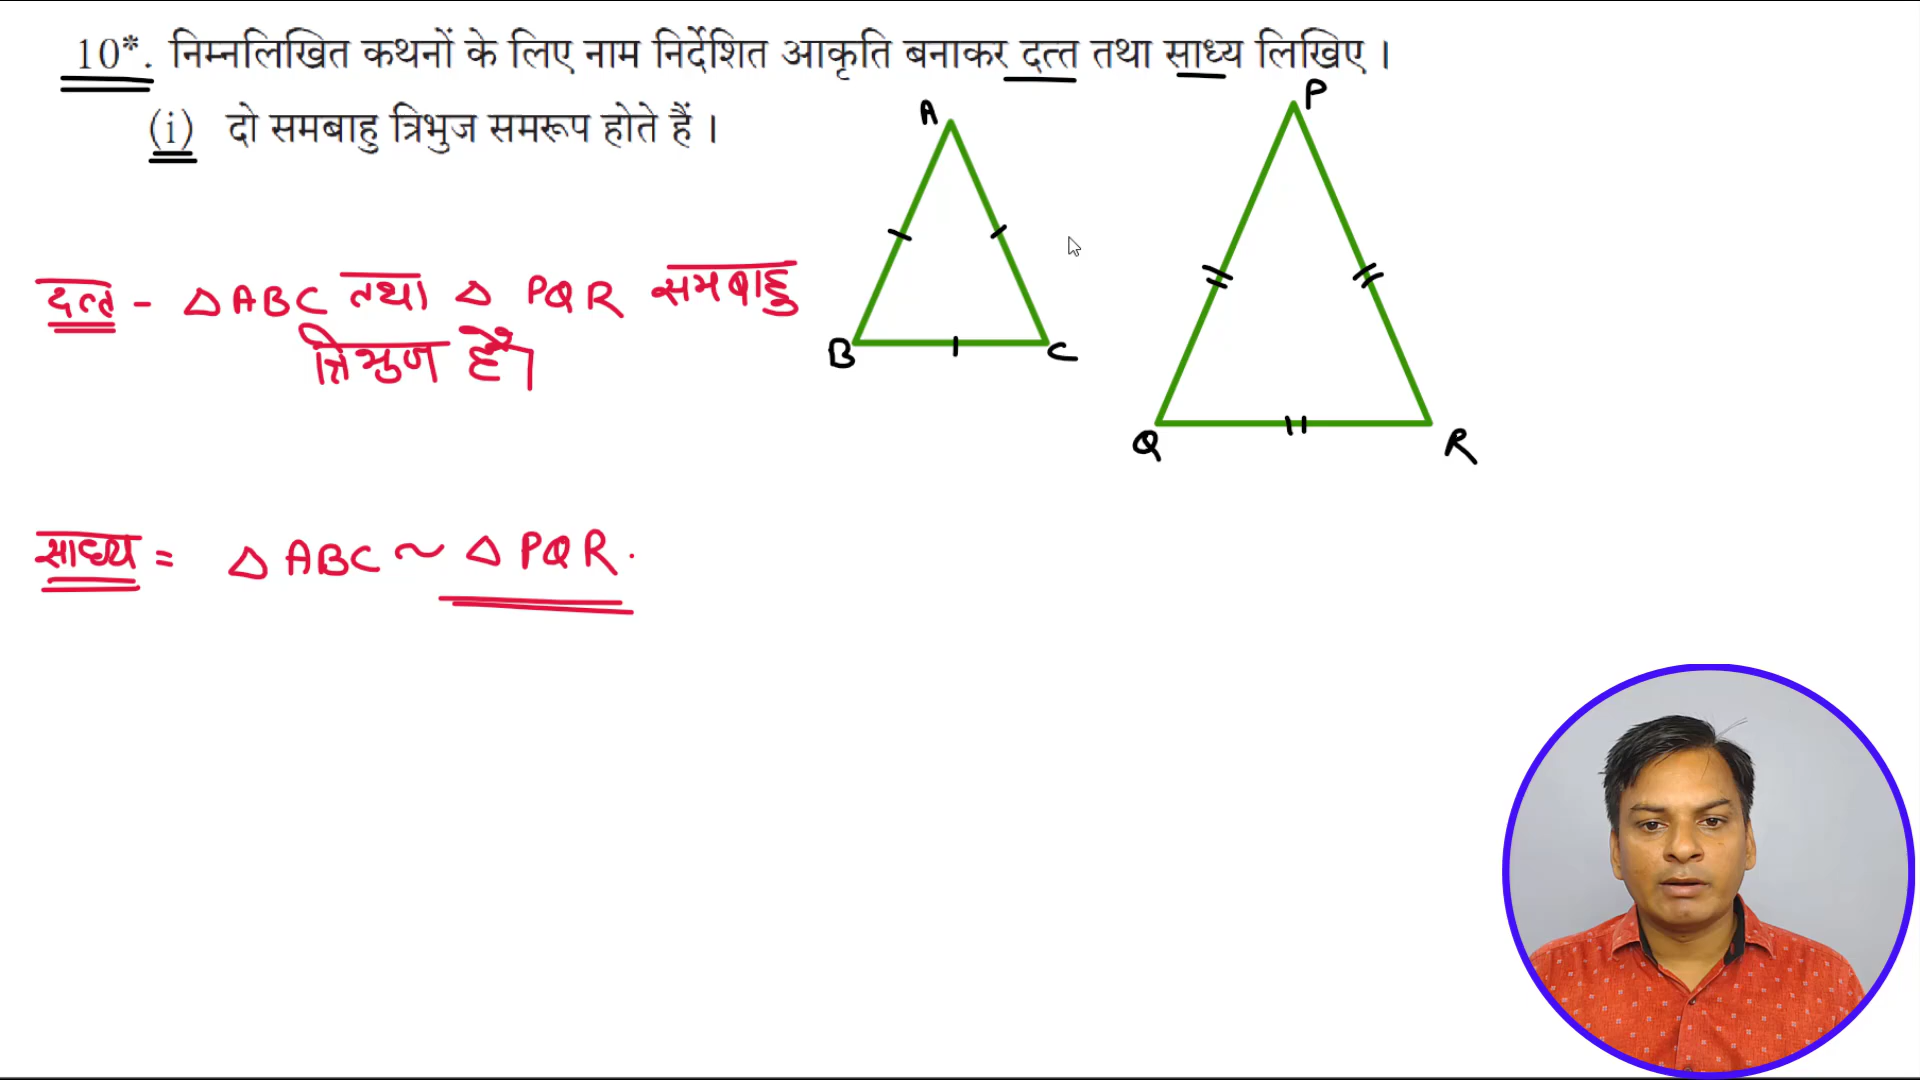 10*. निम्नलिखित कथनों के लिए नाम निर्देशित आकृति बनाकर दत्त तथा साध्य लिखिए ।
(i) दो समबाहु त्रिभुज समरूप होते हैं ।
A
P
B
C
Q
R
दत्त - △ ABC तथा △ PQR समबाहु
त्रिभुज हैं।
साध्य = △ ABC ~ △ PQR.